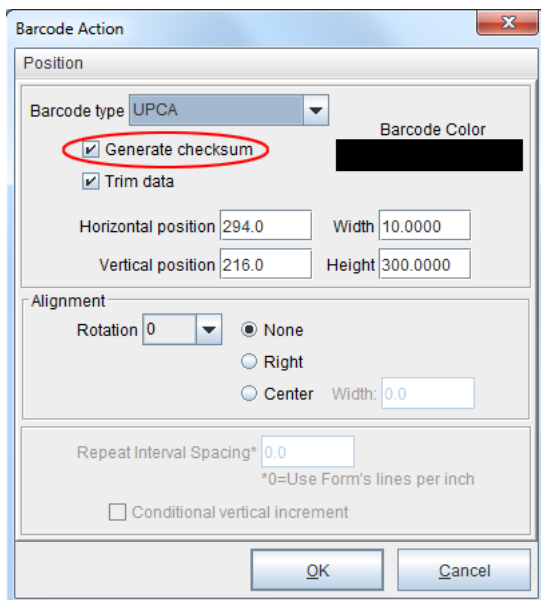 Barcode Action
Position
Barcode type UPCA
Barcode Color
Generate checksum
Trim data
Horizontal position 294.0 Width 10.0000
Vertical position 216.0 Height 300.0000
Alignment
Rotation 0 None
Right
Center Width: 0.0
Repeat Interval Spacing* 0.0
*0=Use Form's lines per inch
Conditional vertical increment
OK Cancel